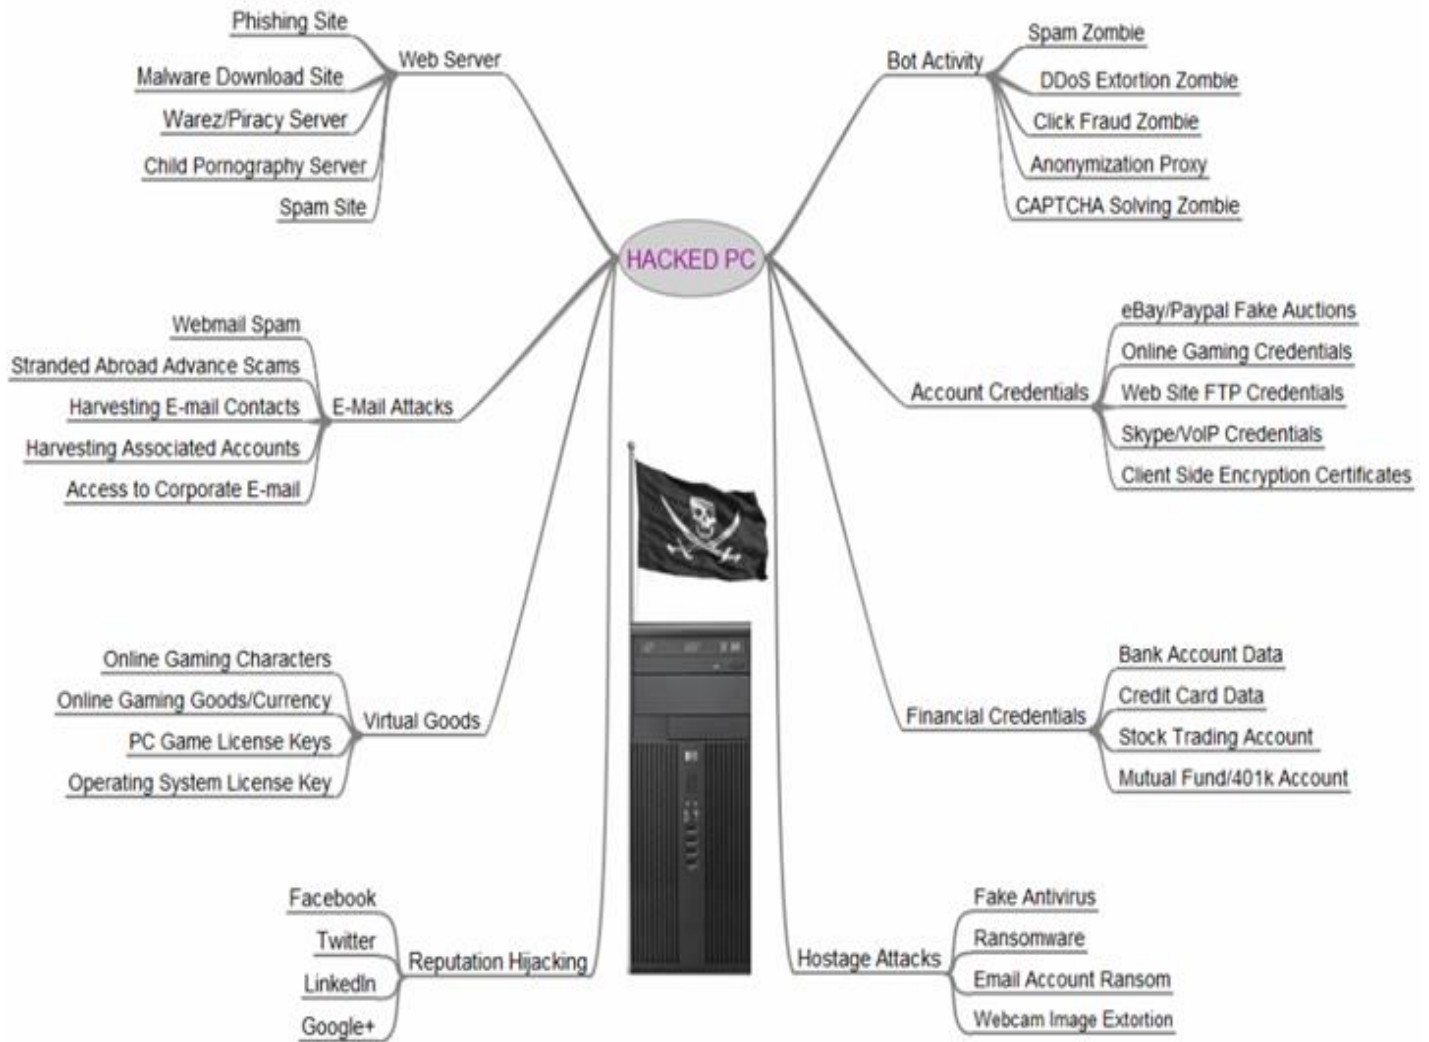 HACKED PC
Web Server
Phishing Site
Malware Download Site
Warez/Piracy Server
Child Pornography Server
Spam Site
E-Mail Attacks
Webmail Spam
Stranded Abroad Advance Scams
Harvesting E-mail Contacts
Harvesting Associated Accounts
Access to Corporate E-mail
Virtual Goods
Online Gaming Characters
Online Gaming Goods/Currency
PC Game License Keys
Operating System License Key
Reputation Hijacking
Facebook
Twitter
LinkedIn
Google+
Bot Activity
Spam Zombie
DDoS Extortion Zombie
Click Fraud Zombie
Anonymization Proxy
CAPTCHA Solving Zombie
Account Credentials
eBay/Paypal Fake Auctions
Online Gaming Credentials
Web Site FTP Credentials
Skype/VoIP Credentials
Client Side Encryption Certificates
Financial Credentials
Bank Account Data
Credit Card Data
Stock Trading Account
Mutual Fund/401k Account
Hostage Attacks
Fake Antivirus
Ransomware
Email Account Ransom
Webcam Image Extortion